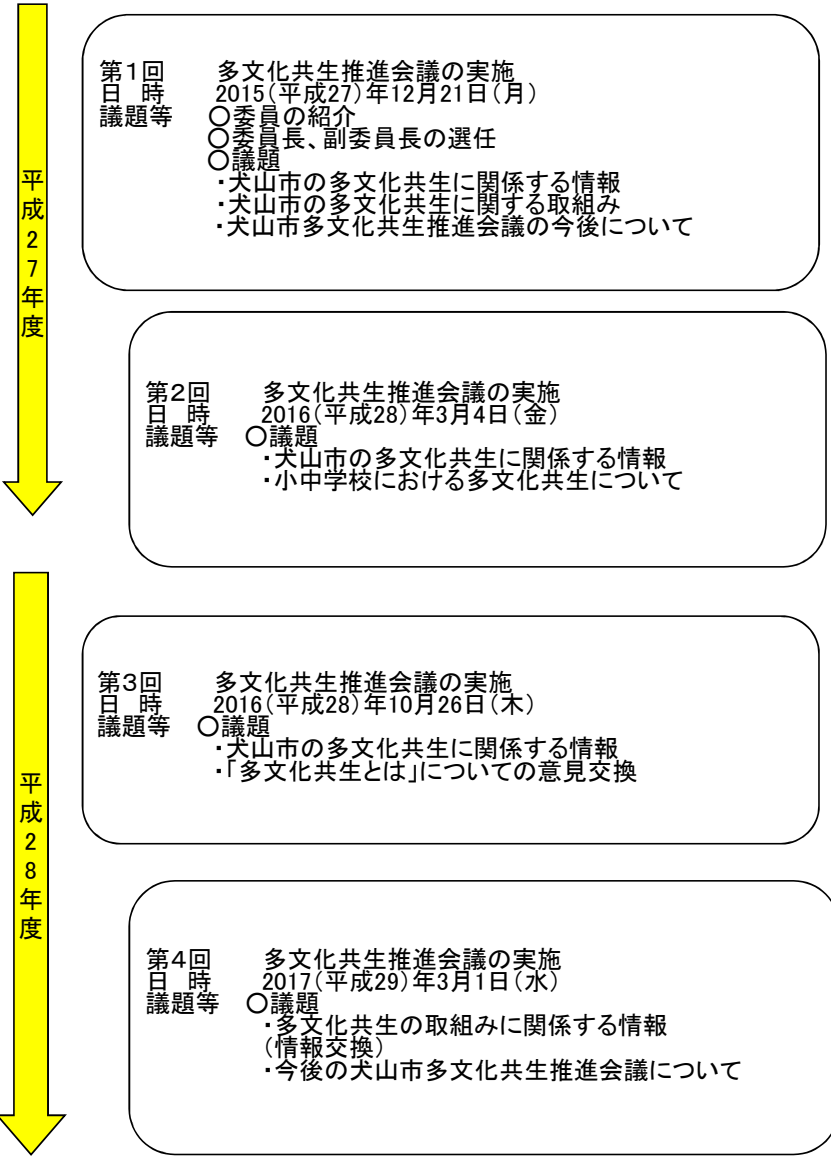 平成27年度
第1回　　多文化共生推進会議の実施
日　時　　2015(平成27)年12月21日(月)
議題等　〇委員の紹介
〇委員長、副委員長の選任
〇議題
・犬山市の多文化共生に関係する情報
・犬山市の多文化共生に関する取組み
・犬山市多文化共生推進会議の今後について
第2回　　多文化共生推進会議の実施
日　時　　2016(平成28)年3月4日(金)
議題等　〇議題
・犬山市の多文化共生に関係する情報
・小中学校における多文化共生について
平成28年度
第3回　　多文化共生推進会議の実施
日　時　　2016(平成28)年10月26日(木)
議題等　〇議題
・犬山市の多文化共生に関係する情報
・「多文化共生とは」についての意見交換
第4回　　多文化共生推進会議の実施
日　時　　2017(平成29)年3月1日(水)
議題等　〇議題
・多文化共生の取組みに関係する情報
(情報交換)
・今後の犬山市多文化共生推進会議について